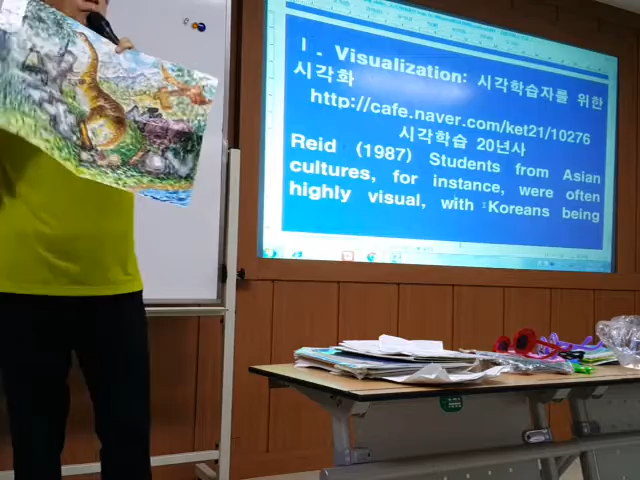 I. Visualization: 시각학습자를 위한
시각화
http://cafe.naver.com/ket21/10276
시각학습 20년사
Reid (1987) Students from Asian
cultures, for instance, were often
highly visual, with Koreans being